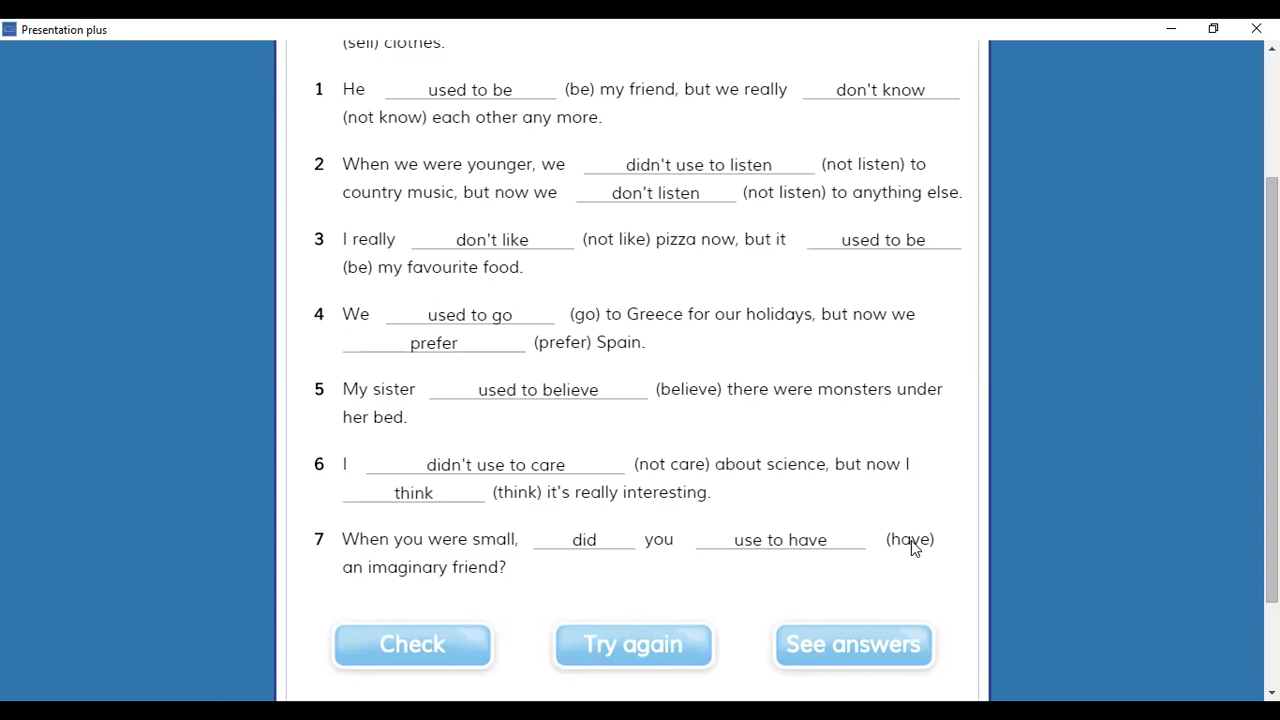 Presentation plus
(sell) clothes.
1 He used to be (be) my friend, but we really don't know
(not know) each other any more.
2 When we were younger, we didn't use to listen (not listen) to
country music, but now we don't listen (not listen) to anything else.
3 I really don't like (not like) pizza now, but it used to be
(be) my favourite food.
4 We used to go (go) to Greece for our holidays, but now we
prefer (prefer) Spain.
5 My sister used to believe (believe) there were monsters under
her bed.
6 I didn't use to care (not care) about science, but now I
think (think) it's really interesting.
7 When you were small, did you use to have (have)
an imaginary friend?
Check Try again See answers